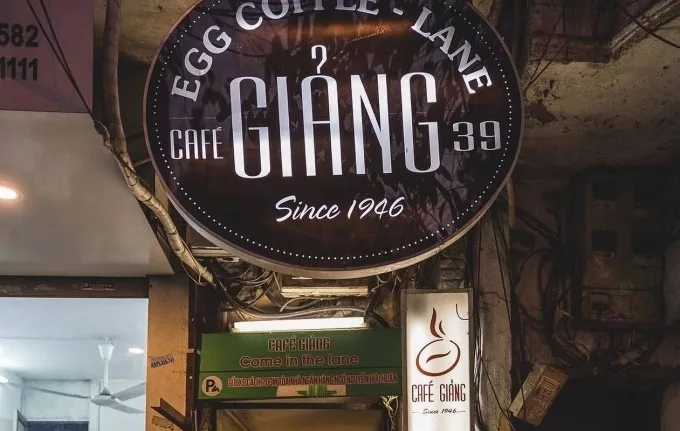 582
1111
EGG COFFEE - LANE
CAFÉ GIẢNG 39
Since 1946
CAFÉ GIẢNG
Come in the lane
P
CAFÉ GIẢNG
Since 1946